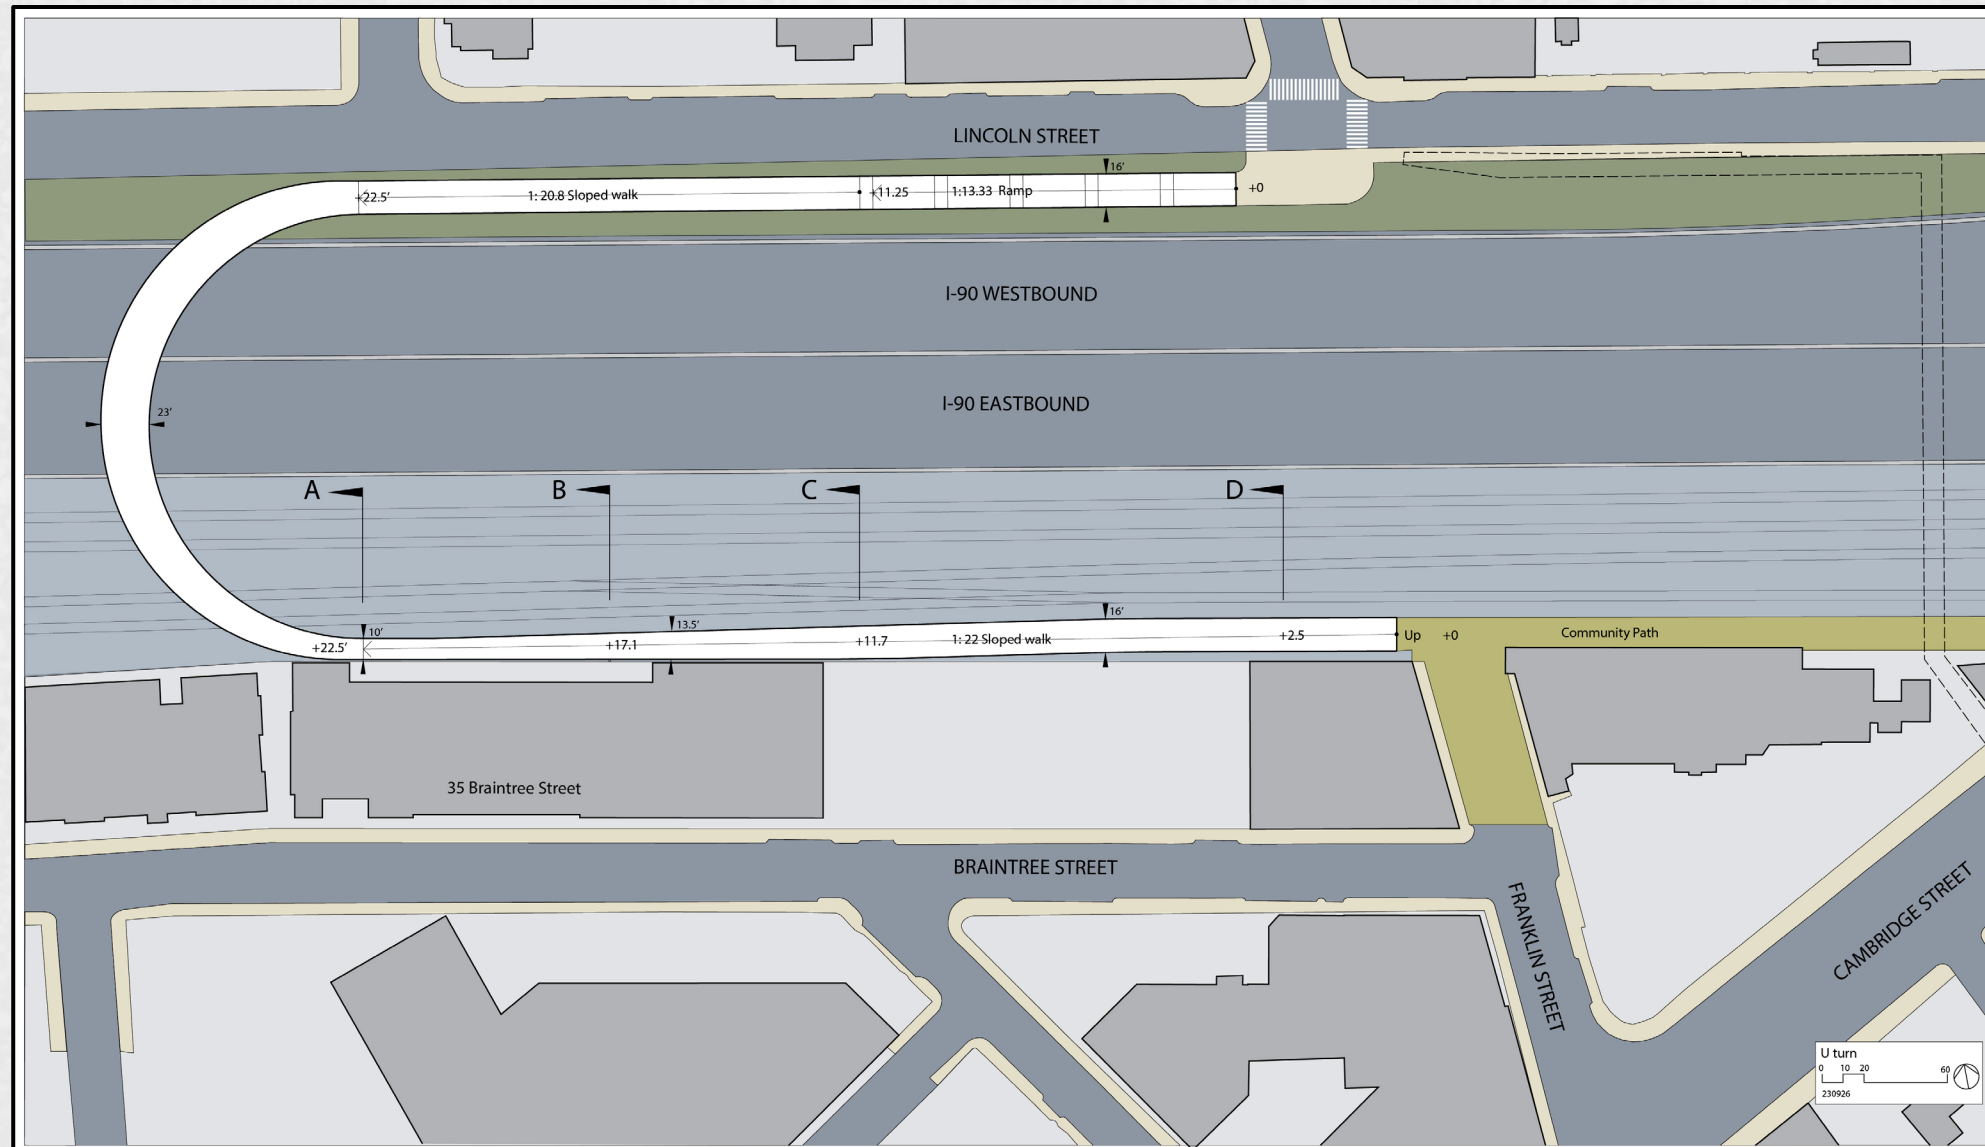 LINCOLN STREET
16'
+22.5'
1: 20.8 Sloped walk
+11.25
1:13.33 Ramp
+0
I-90 WESTBOUND
I-90 EASTBOUND
23'
A
B
C
D
10'
13.5'
16'
+22.5'
+17.1
+11.7
1: 22 Sloped walk
+2.5
Up
+0
Community Path
35 Braintree Street
BRAINTREE STREET
FRANKLIN STREET
CAMBRIDGE STREET
U turn
0 10 20 60
230926